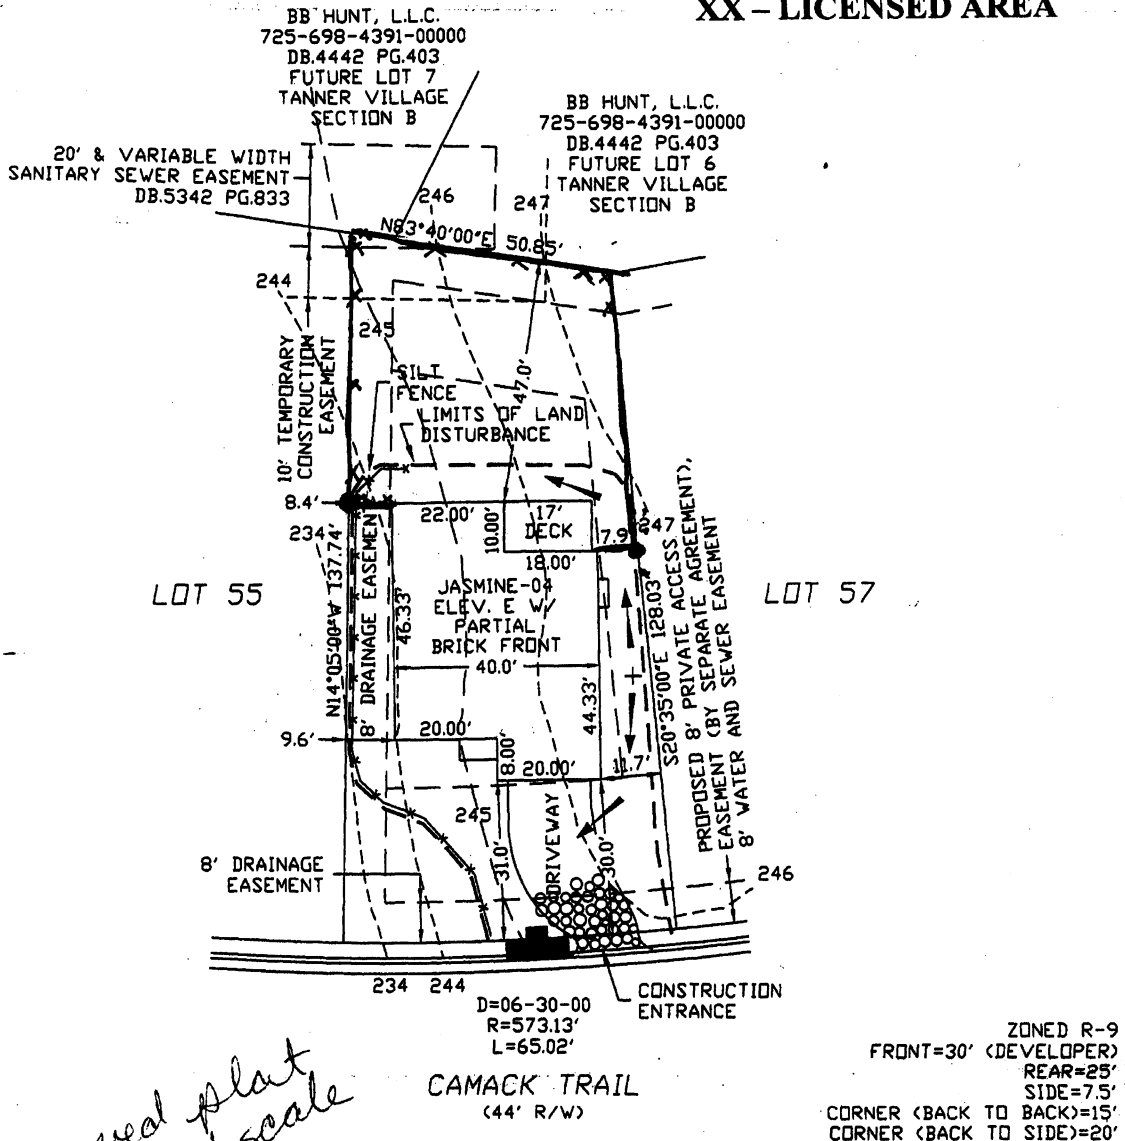 XX – LICENSED AREA
BB HUNT, L.L.C.
725-698-4391-00000
DB.4442 PG.403
FUTURE LOT 7
TANNER VILLAGE
SECTION B
BB HUNT, L.L.C.
725-698-4391-00000
DB.4442 PG.403
FUTURE LOT 6
TANNER VILLAGE
SECTION B
20' & VARIABLE WIDTH
SANITARY SEWER EASEMENT
DB.5342 PG.833
246
247
N83°40'00"E 50.85'
244
245
10' TEMPORARY
CONSTRUCTION
EASEMENT
47.0'
SILT
FENCE
LIMITS OF LAND
DISTURBANCE
8.4'
22.00'
10.00'
17'
DECK
18.00'
7.9'
247
234
N14°05'00"W 137.74'
8' DRAINAGE EASEMENT
46.33'
JASMINE-04
ELEV. E W/
PARTIAL
BRICK FRONT
40.0'
44.33'
S20°35'00"E 128.03'
PROPOSED 8' PRIVATE ACCESS
EASEMENT (BY SEPARATE AGREEMENT),
8' WATER AND SEWER EASEMENT
LOT 55
LOT 57
9.6'
20.00'
8.00'
20.00'
11.7'
245
DRIVEWAY
31.0'
30.0'
8' DRAINAGE
EASEMENT
246
234
244
CONSTRUCTION
ENTRANCE
D=06-30-00
R=573.13'
L=65.02'
CAMACK TRAIL
(44' R/W)
plat
scale
ZONED R-9
FRONT=30' (DEVELOPER)
REAR=25'
SIDE=7.5'
CORNER (BACK TO BACK)=15'
CORNER (BACK TO SIDE)=20'